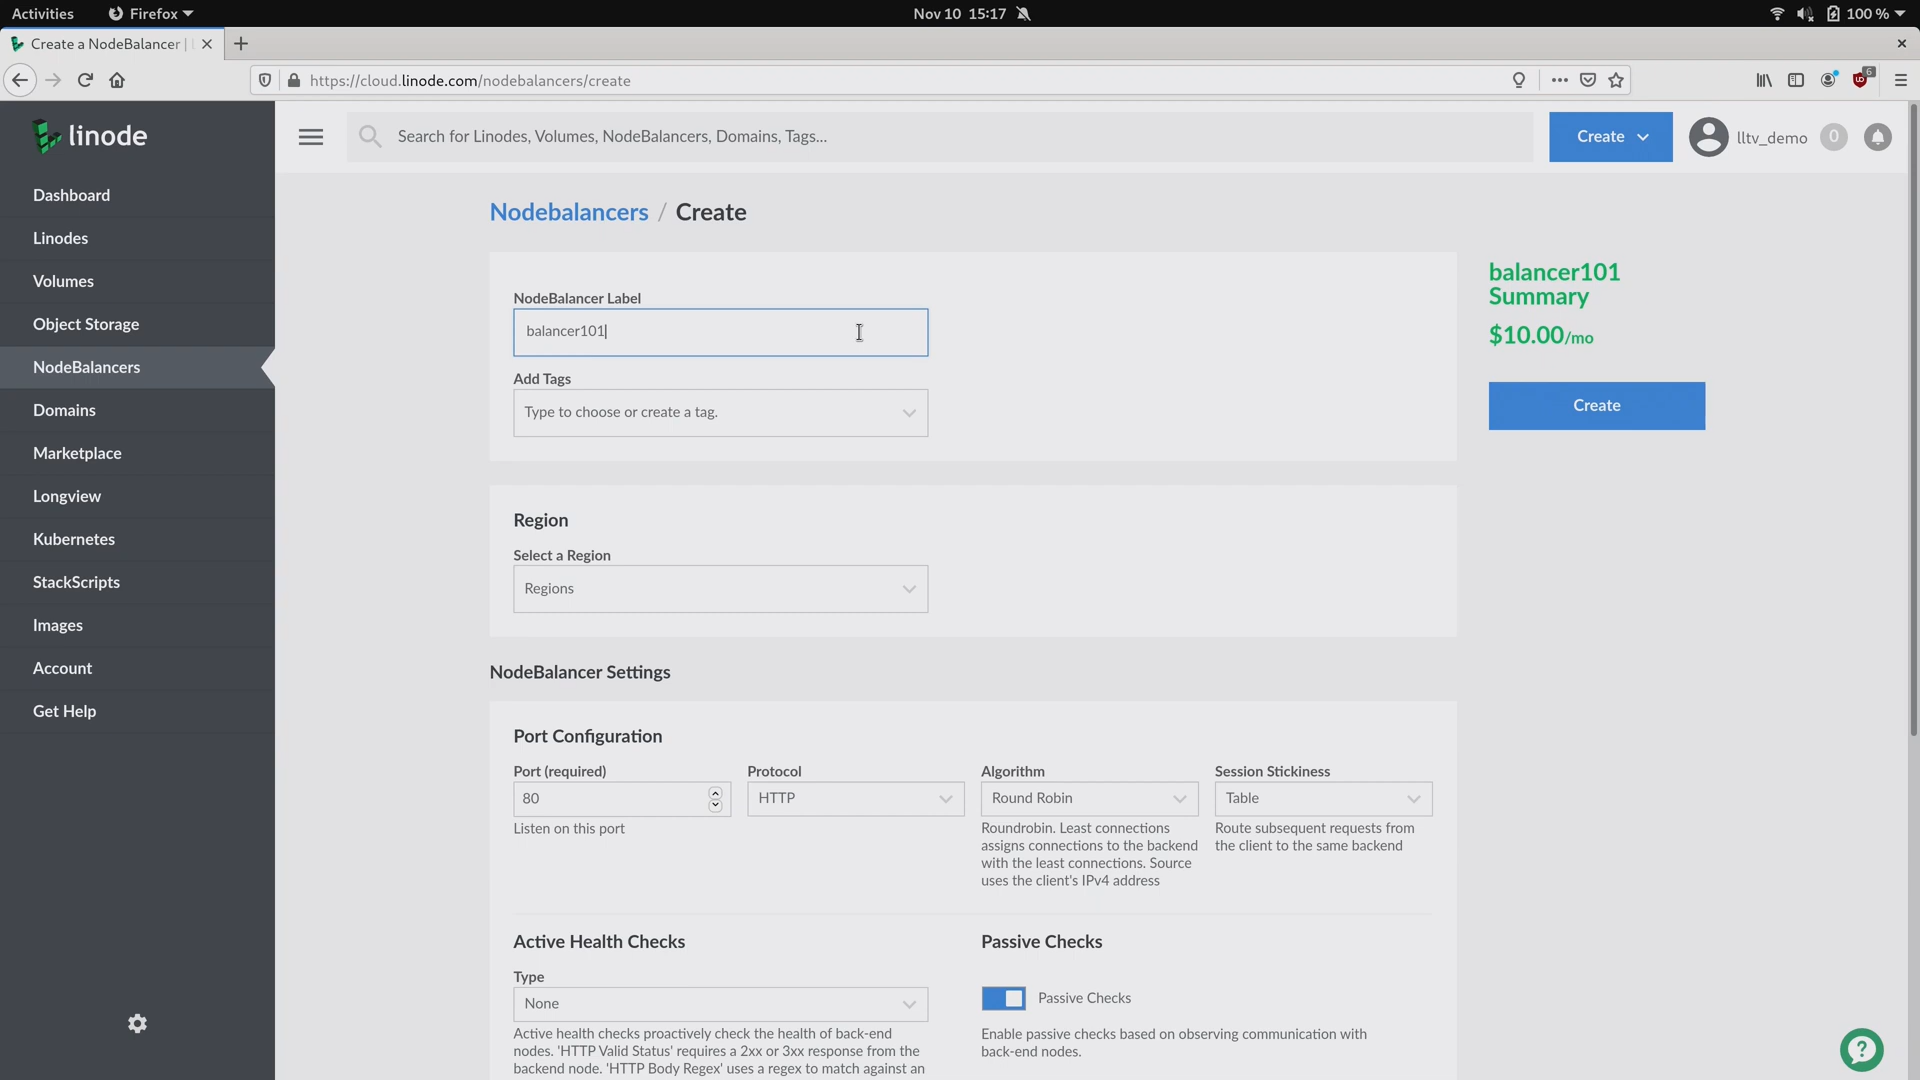 Activities Firefox Nov 10 15:17 100 %
Create a NodeBalancer |
https://cloud.linode.com/nodebalancers/create 6
linode
Search for Linodes, Volumes, NodeBalancers, Domains, Tags...
Create
lltv_demo 0
Dashboard
Linodes
Volumes
Object Storage
NodeBalancers
Domains
Marketplace
Longview
Kubernetes
StackScripts
Images
Account
Get Help
Nodebalancers / Create
NodeBalancer Label
balancer101
Add Tags
Type to choose or create a tag.
balancer101
Summary
$10.00/mo
Create
Region
Select a Region
Regions
NodeBalancer Settings
Port Configuration
Port (required)
80
Listen on this port
Protocol
HTTP
Algorithm
Round Robin
Roundrobin. Least connections
assigns connections to the backend
with the least connections. Source
uses the client's IPv4 address
Session Stickiness
Table
Route subsequent requests from
the client to the same backend
Active Health Checks
Type
None
Active health checks proactively check the health of back-end
nodes. 'HTTP Valid Status' requires a 2xx or 3xx response from the
backend node. 'HTTP Body Regex' uses a regex to match against an
Passive Checks
Passive Checks
Enable passive checks based on observing communication with
back-end nodes.
?